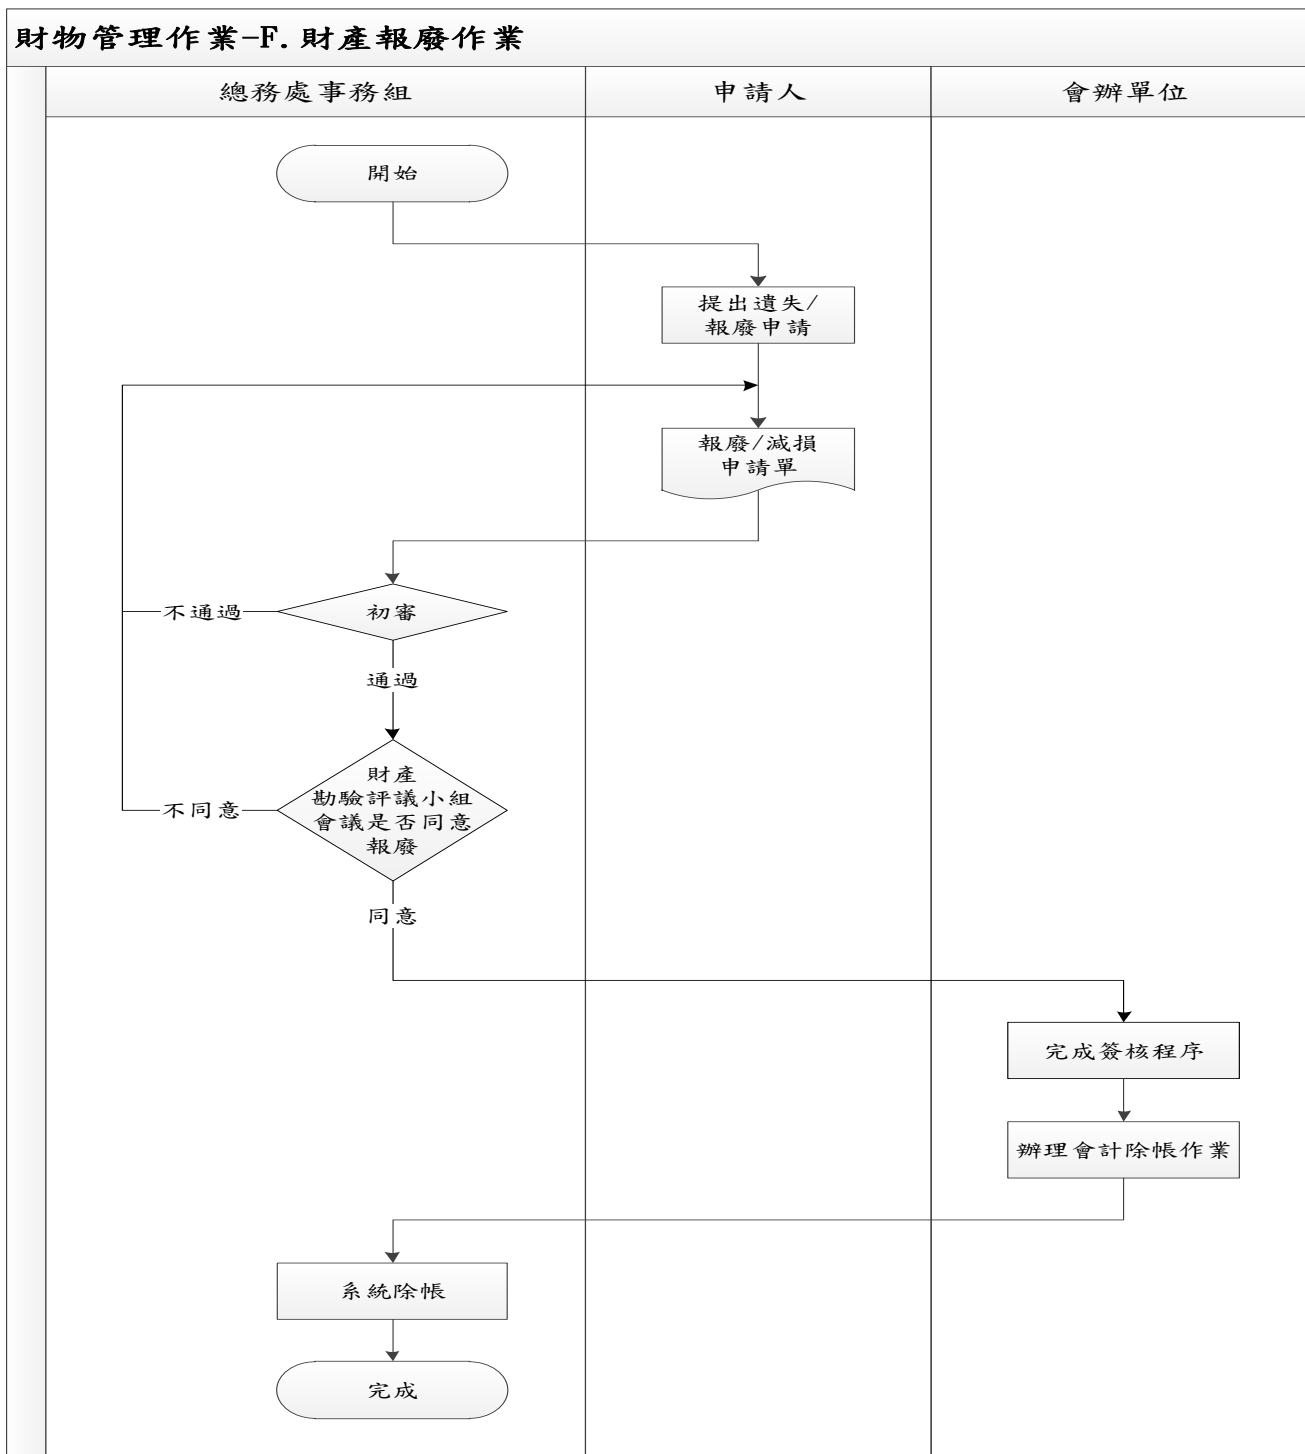 財物管理作業-F.財產報廢作業
總務處事務組
申請人
會辦單位
開始
提出遺失/
報廢申請
報廢/減損
申請單
不通過
初審
通過
財產
勘驗評議小組
會議是否同意
報廢
不同意
同意
完成簽核程序
辦理會計除帳作業
系統除帳
完成